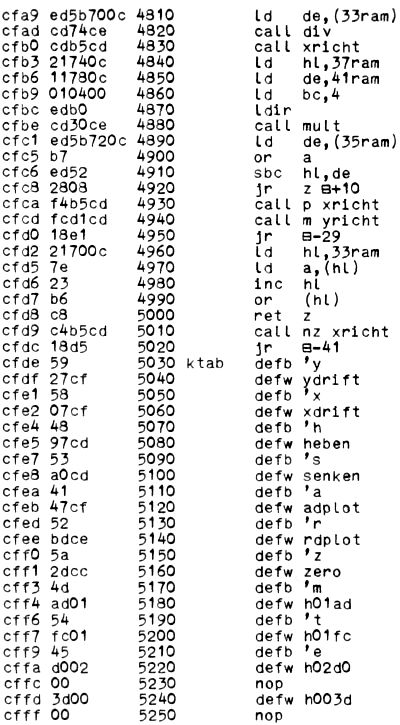 cfa9 ed5b700c 4810 ld de,(33ram)
cfad cd74ce 4820 call div
cfb0 cdb5cd 4830 call xricht
cfb3 21740c 4840 ld hl,37ram
cfb6 11780c 4850 ld de,41ram
cfb9 010400 4860 ld bc,4
cfbc edb0 4870 ldir
cfbe cd30ce 4880 call mult
cfc1 ed5b720c 4890 ld de,(35ram)
cfc5 b7 4900 or a
cfc6 ed52 4910 sbc hl,de
cfc8 2808 4920 jr z ⊟+10
cfca f4b5cd 4930 call p xricht
cfcd fcd1cd 4940 call m yricht
cfd0 18e1 4950 jr ⊟-29
cfd2 21700c 4960 ld hl,33ram
cfd5 7e 4970 ld a,(hl)
cfd6 23 4980 inc hl
cfd7 b6 4990 or (hl)
cfd8 c8 5000 ret z
cfd9 c4b5cd 5010 call nz xricht
cfdc 18d5 5020 jr ⊟-41
cfde 59 5030 ktab defb 'y
cfdf 27cf 5040 defw ydrift
cfe1 58 5050 defb 'x
cfe2 07cf 5060 defw xdrift
cfe4 48 5070 defb 'h
cfe5 97cd 5080 defw heben
cfe7 53 5090 defb 's
cfe8 a0cd 5100 defw senken
cfea 41 5110 defb 'a
cfeb 47cf 5120 defw adplot
cfed 52 5130 defb 'r
cfee bdce 5140 defw rdplot
cff0 5a 5150 defb 'z
cff1 2dcc 5160 defw zero
cff3 4d 5170 defb 'm
cff4 ad01 5180 defw h01ad
cff6 54 5190 defb 't
cff7 fc01 5200 defw h01fc
cff9 45 5210 defb 'e
cffa d002 5220 defw h02d0
cffc 00 5230 nop
cffd 3d00 5240 defw h003d
cfff 00 5250 nop